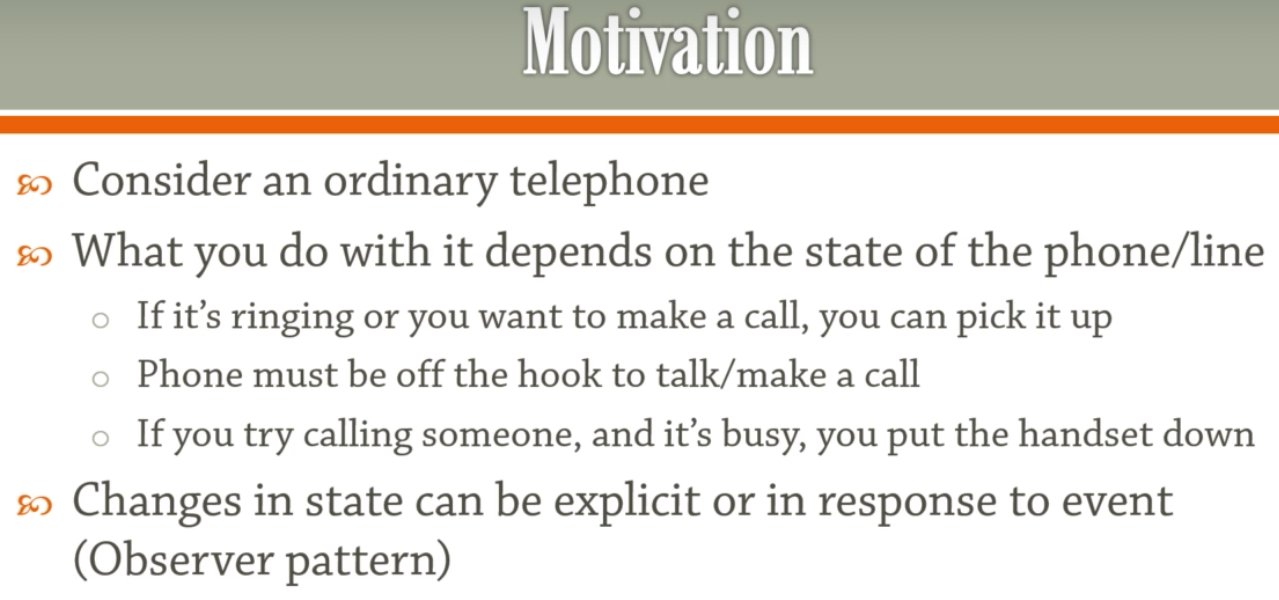 Motivation
Consider an ordinary telephone
What you do with it depends on the state of the phone/line
If it’s ringing or you want to make a call, you can pick it up
Phone must be off the hook to talk/make a call
If you try calling someone, and it’s busy, you put the handset down
Changes in state can be explicit or in response to event
(Observer pattern)